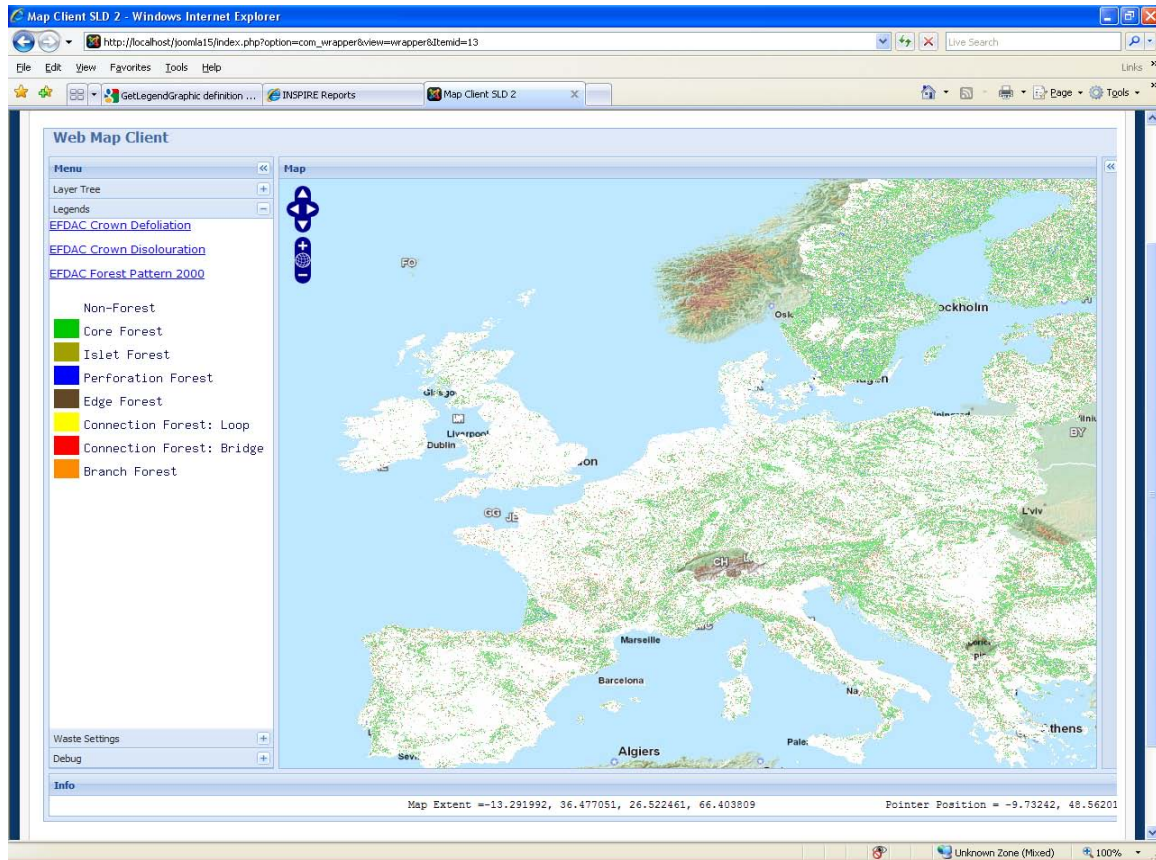 Map Client SLD 2 - Windows Internet Explorer
http://localhost/joomla15/index.php?option=com_wrapper&view=wrapper&Itemid=13
Live Search
File Edit View Favorites Tools Help
Links
GetLegendGraphic definition ...
INSPIRE Reports
Map Client SLD 2
Page
Tools
Web Map Client
Menu
Map
Layer Tree
Legends
EFDAC Crown Defoliation
EFDAC Crown Disolouration
EFDAC Forest Pattern 2000
Non-Forest
Core Forest
Islet Forest
Perforation Forest
Edge Forest
Connection Forest: Loop
Connection Forest: Bridge
Branch Forest
FO
Osl
ockholm
Liverpool
Dublin
on
BY
L'viv
GG
JE
CH
Marseille
Barcelona
Na
thens
Pale
Algiers
Sev
Waste Settings
Debug
Info
Map Extent =-13.291992, 36.477051, 26.522461, 66.403809
Pointer Position = -9.73242, 48.56201
Unknown Zone (Mixed)
100%